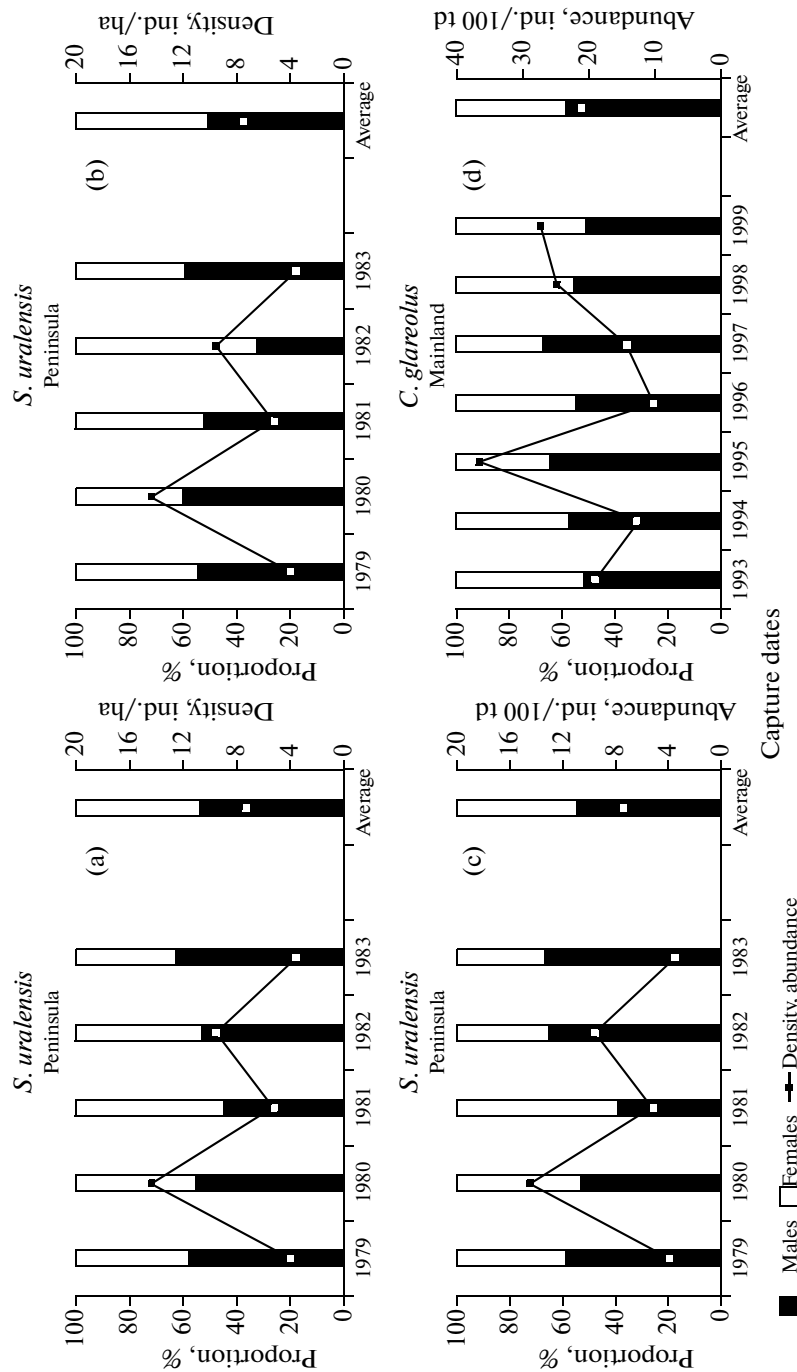 S. uralensis
Peninsula
(a)
Proportion, %
100
80
60
40
20
0
Density, ind./ha
20
16
12
8
4
0
1979 1980 1981 1982 1983 Average
S. uralensis
Peninsula
(b)
Proportion, %
100
80
60
40
20
0
Density, ind./ha
20
16
12
8
4
0
1979 1980 1981 1982 1983 Average
S. uralensis
Peninsula
(c)
Proportion, %
100
80
60
40
20
0
Abundance, ind./100 td
20
16
12
8
4
0
1979 1980 1981 1982 1983 Average
C. glareolus
Mainland
(d)
Proportion, %
100
80
60
40
20
0
Abundance, ind./100 td
40
30
20
10
0
1993 1994 1995 1996 1997 1998 1999 Average
Capture dates
Males Females Density, abundance